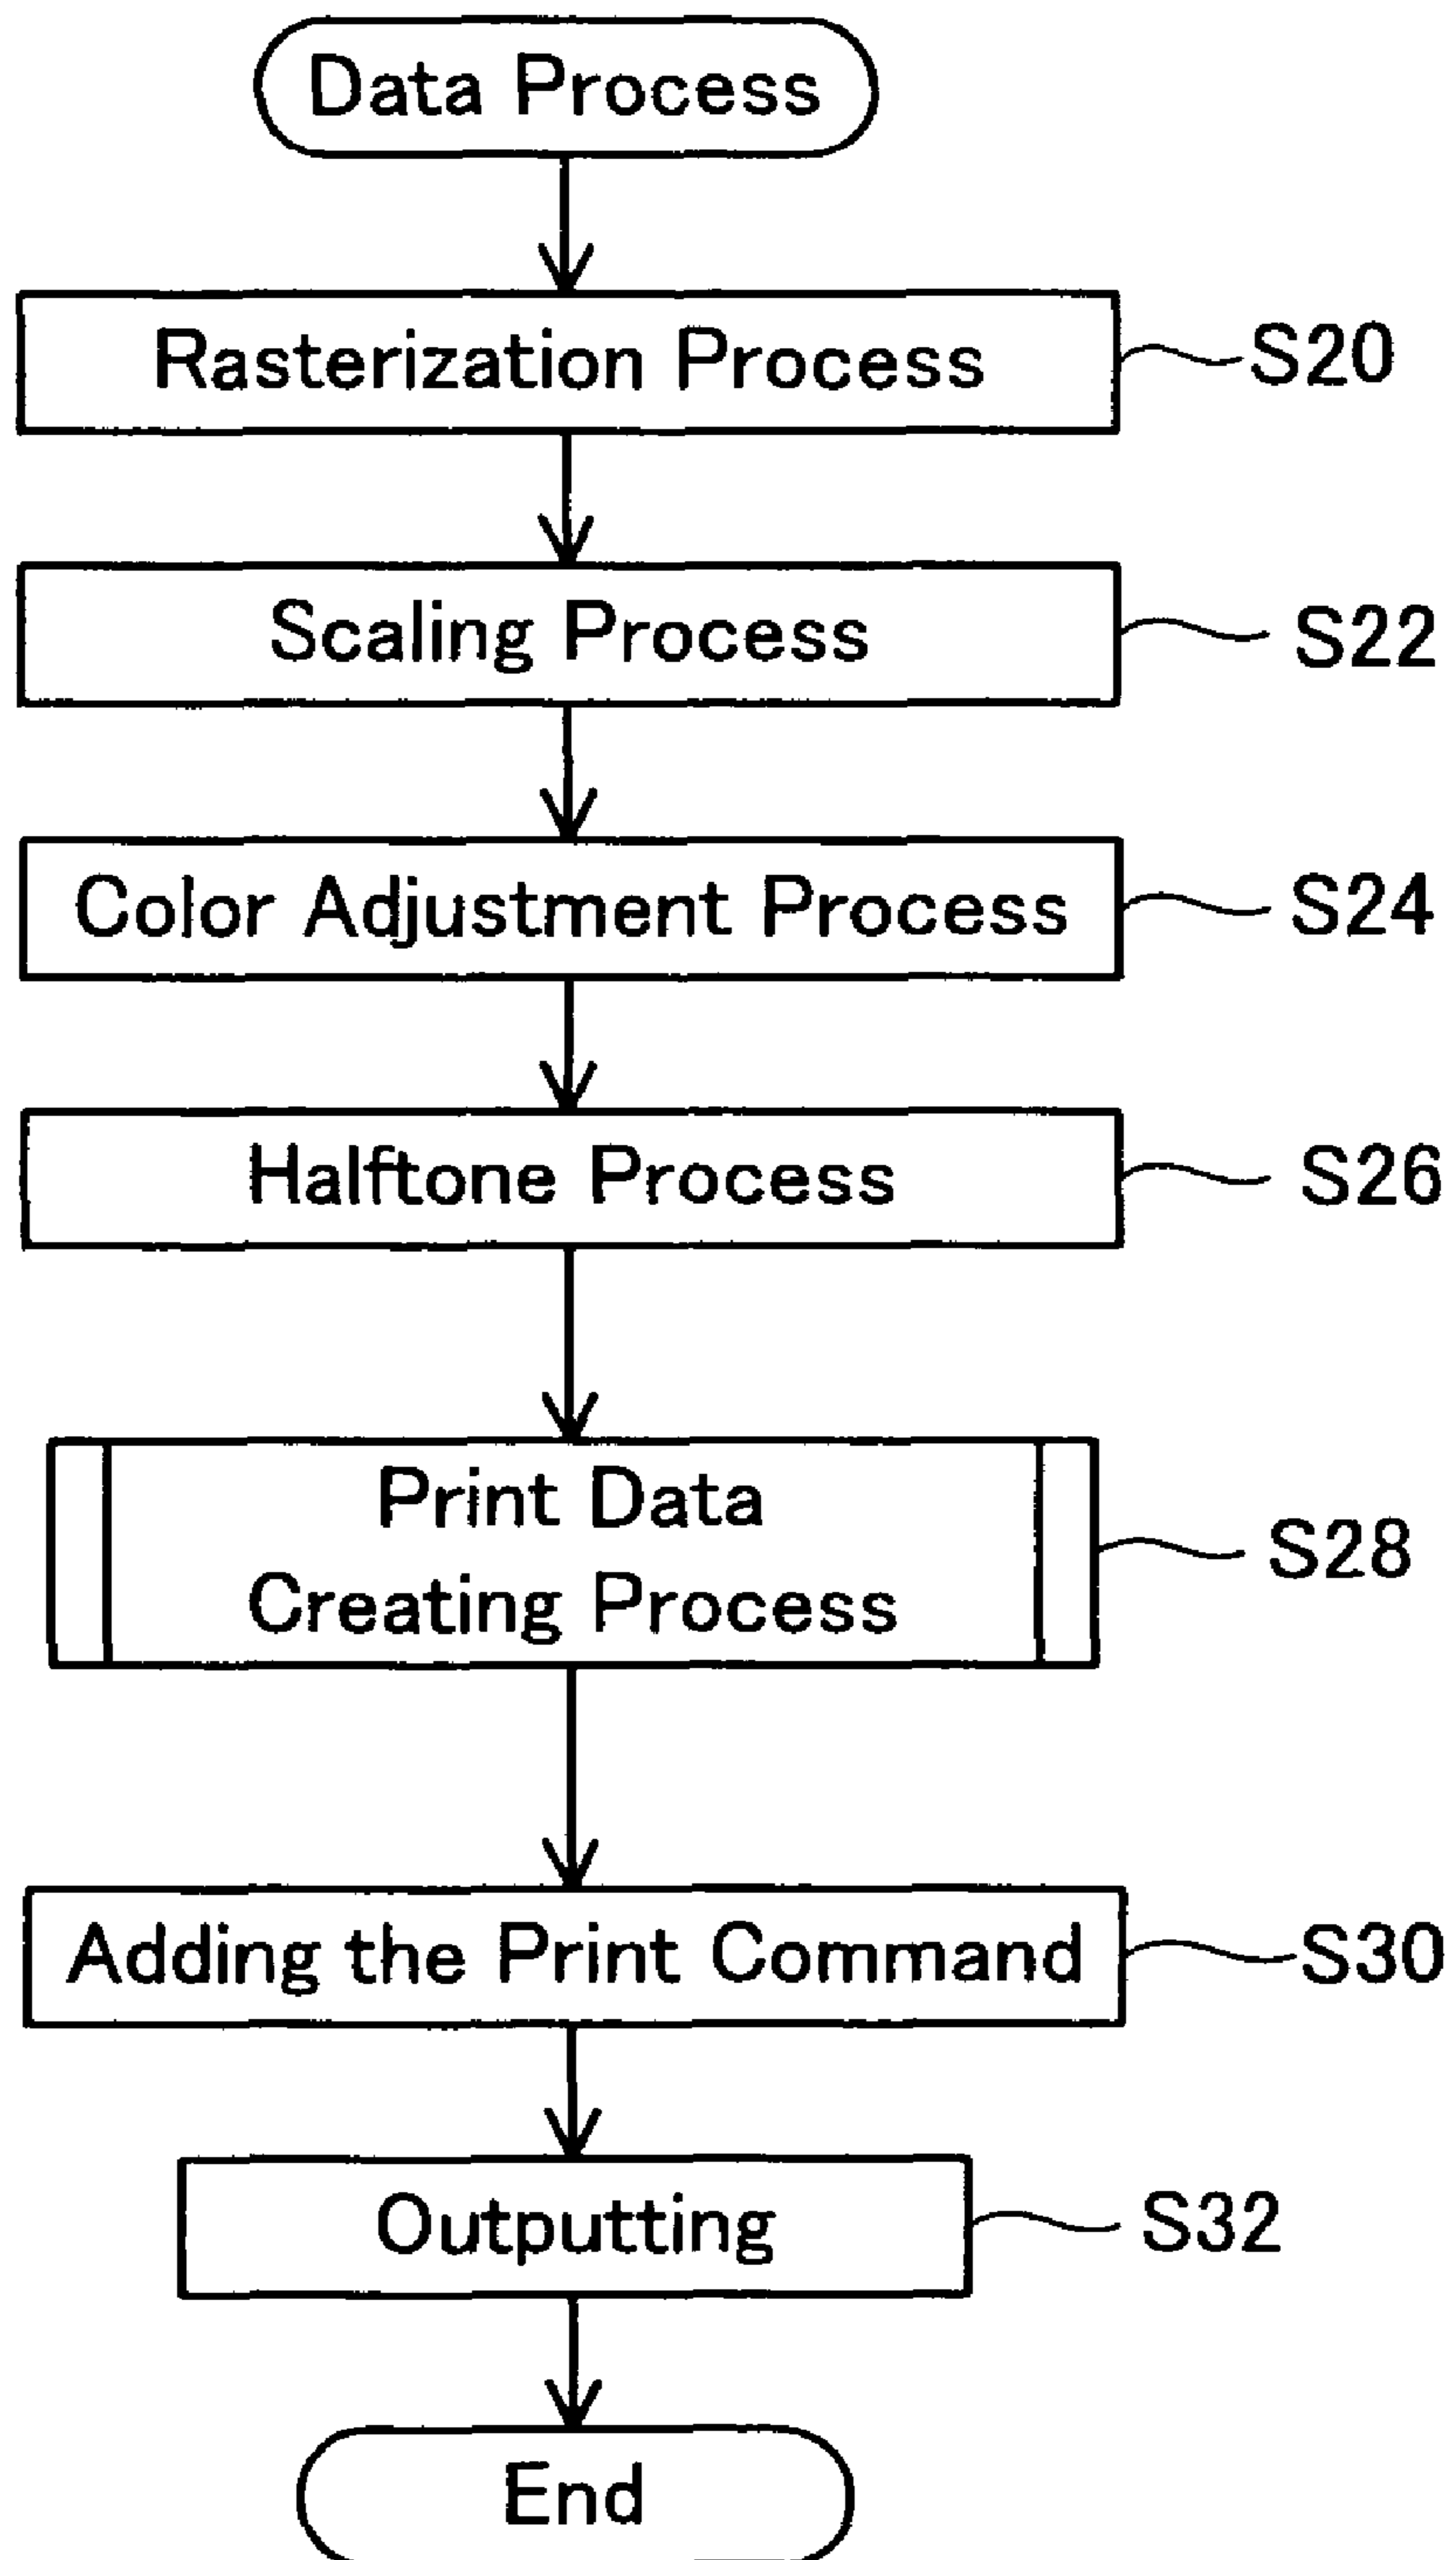 Data Process
Rasterization Process S20
Scaling Process S22
Color Adjustment Process S24
Halftone Process S26
Print Data
Creating Process
S28
Adding the Print Command S30
Outputting S32
End